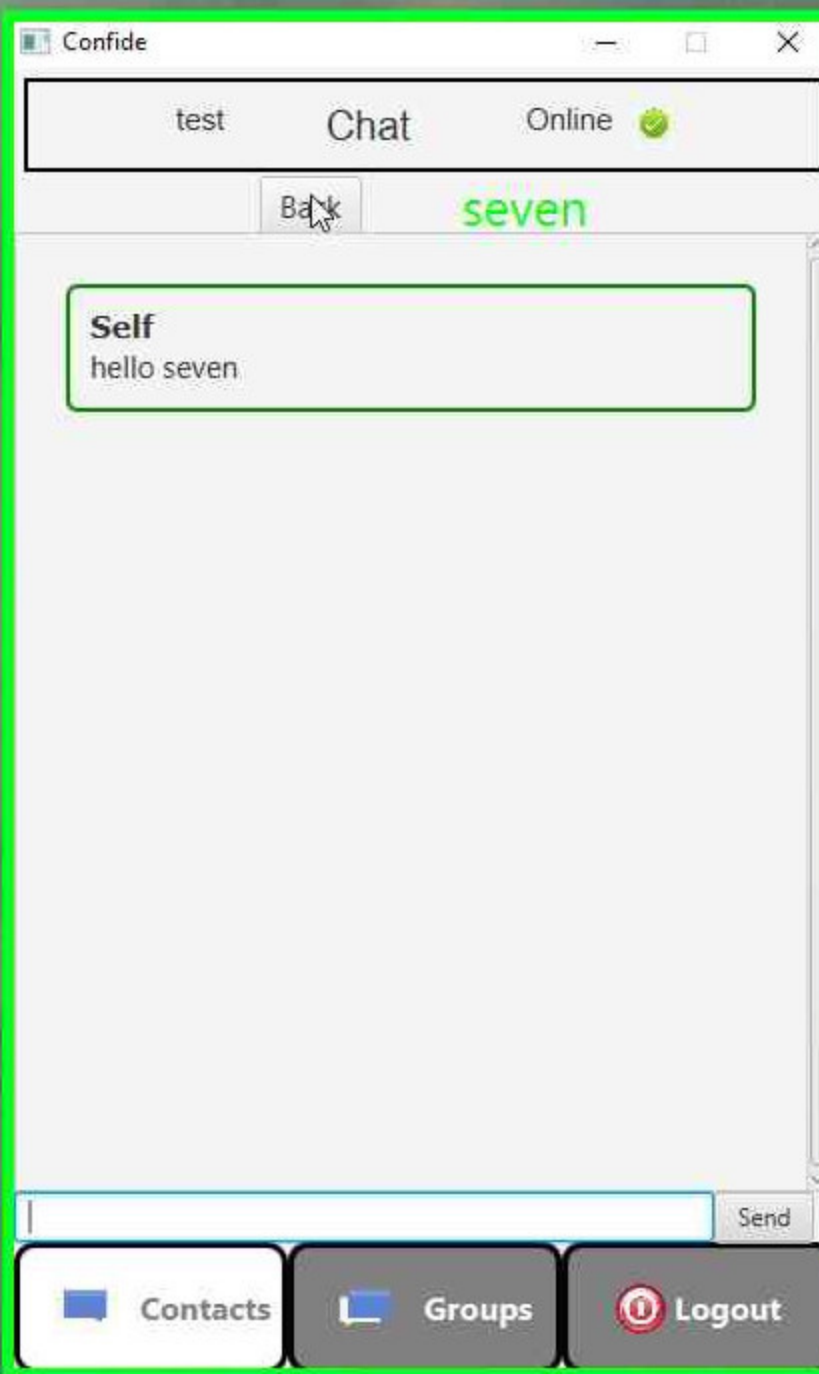 Confide
test Chat Online
Back seven
Self
hello seven
Send
Contacts Groups Logout